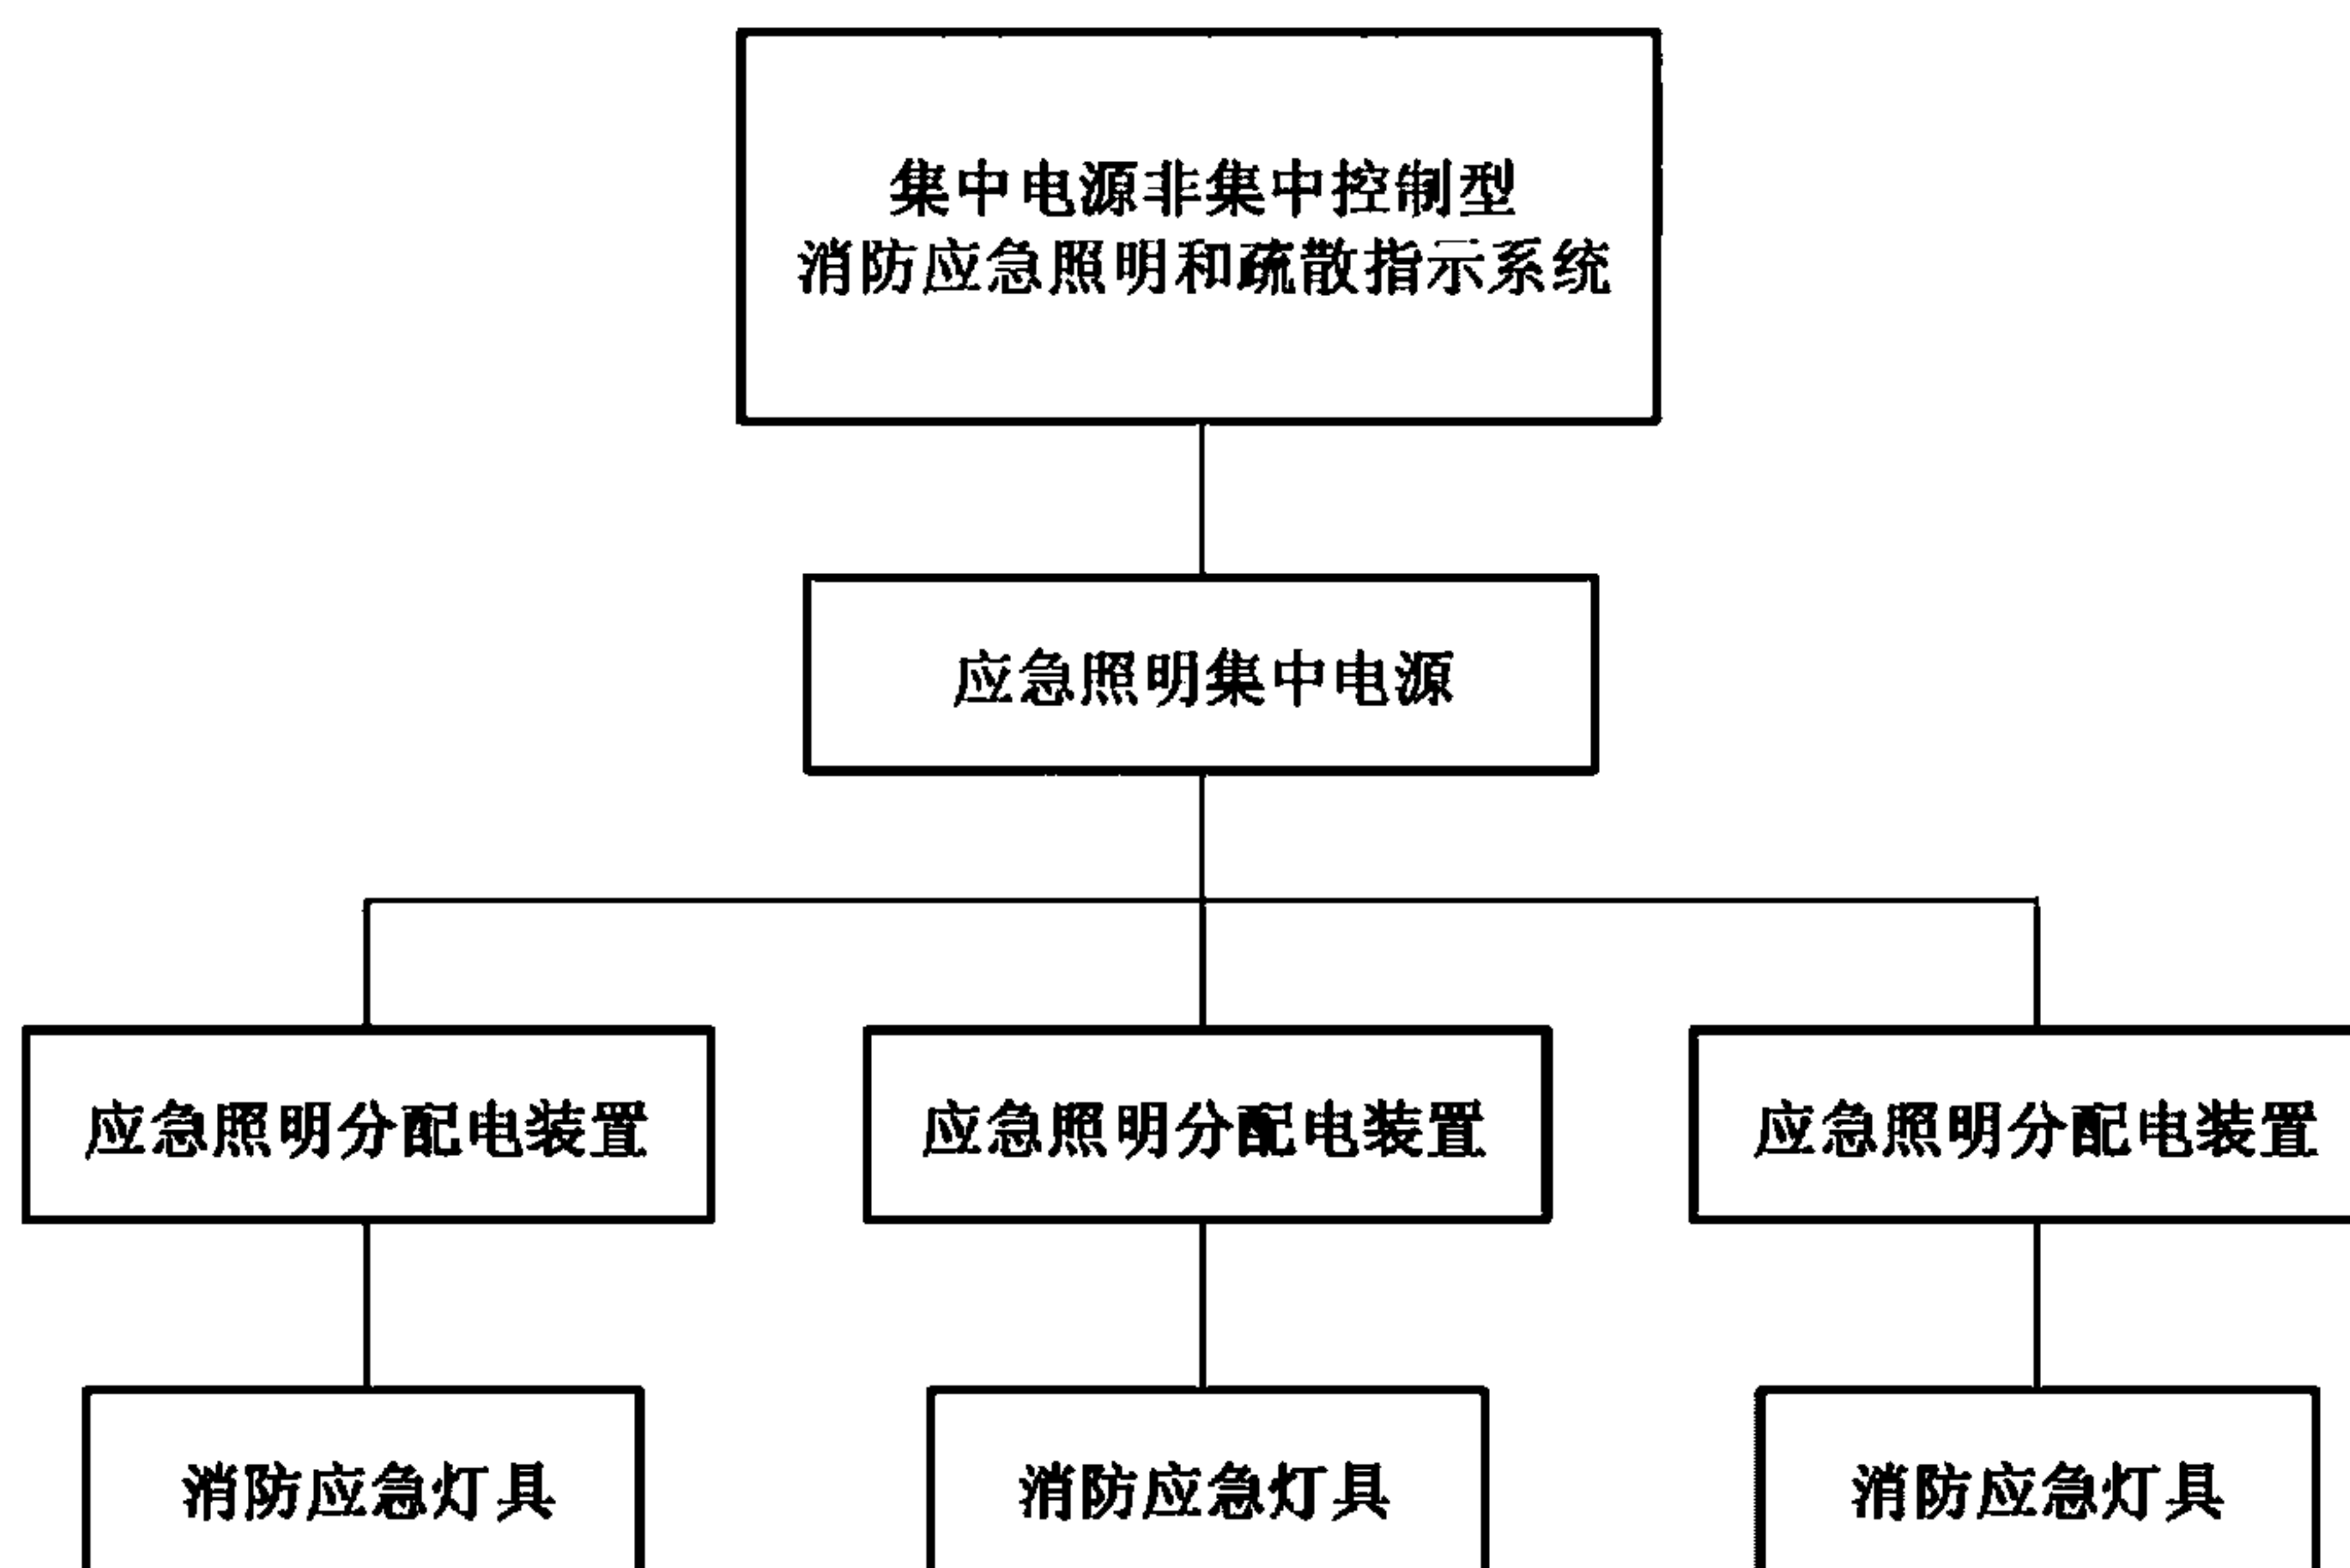 集中电源非集中控制型
消防应急照明和疏散指示系统
应急照明集中电源
应急照明分配电装置
应急照明分配电装置
应急照明分配电装置
消防应急灯具
消防应急灯具
消防应急灯具